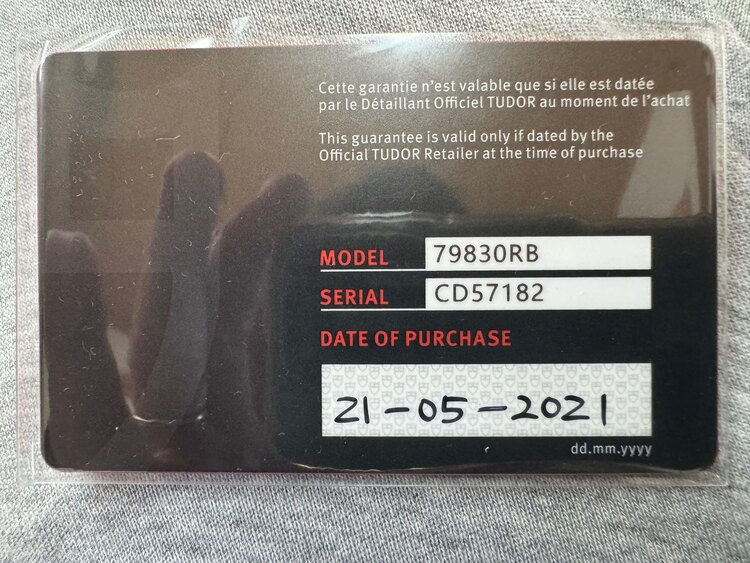 Cette garantie n'est valable que si elle est datée
par le Détaillant Officiel TUDOR au moment de l'achat
This guarantee is valid only if dated by the
Official TUDOR Retailer at the time of purchase
MODEL 79830RB
SERIAL CD57182
DATE OF PURCHASE
21-05-2021
dd.mm.yyyy